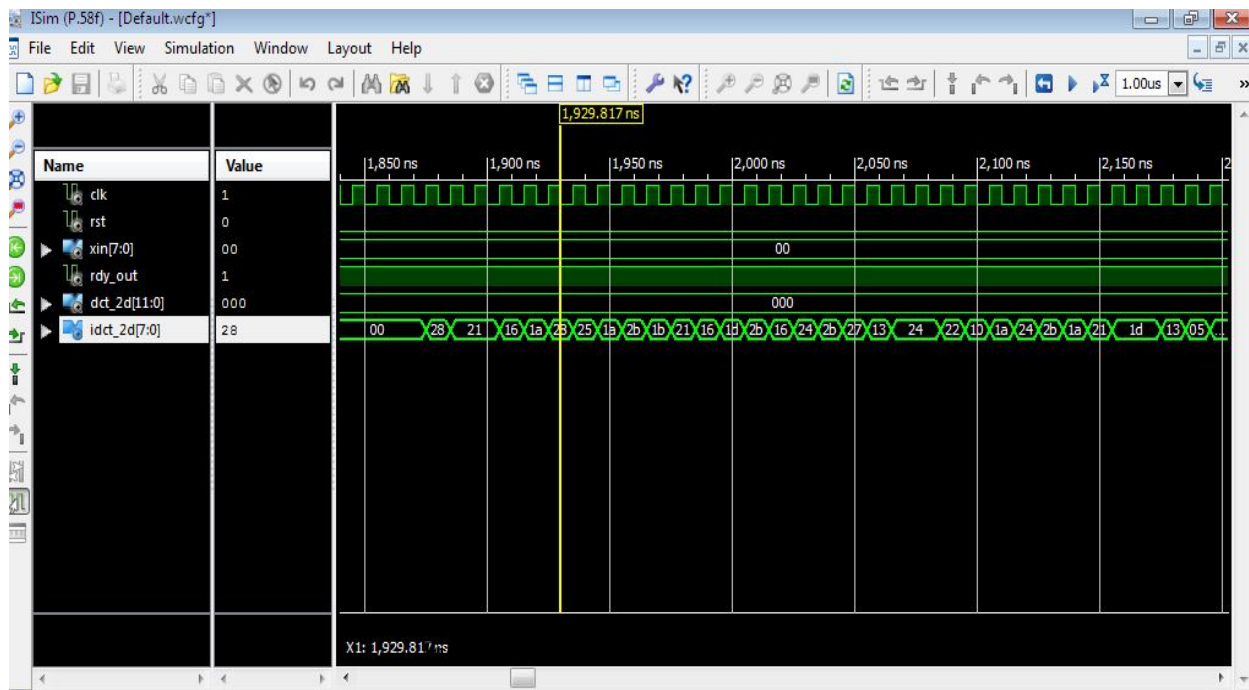 ISim (P.58f) - [Default.wcfg*]
File Edit View Simulation Window Layout Help
1.00us
1,929.817 ns
Name Value
1,850 ns 1,900 ns 1,950 ns 2,000 ns 2,050 ns 2,100 ns 2,150 ns 2
clk 1
rst 0
xin[7:0] 00 00
rdy_out 1
dct_2d[11:0] 000 000
idct_2d[7:0] 28 00 28 21 16 1a 28 25 1a 2b 1b 21 16 1d 2b 16 24 2b 27 13 24 22 1a 24 2b 1a 21 1d 13 05 ...
X1: 1,929.817 ns